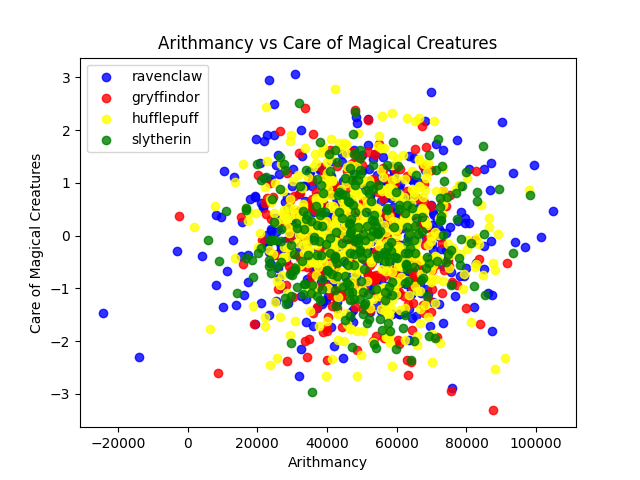 Arithmancy vs Care of Magical Creatures
ravenclaw
gryffindor
hufflepuff
slytherin
Care of Magical Creatures
3
2
1
0
−1
−2
−3
−20000 0 20000 40000 60000 80000 100000
Arithmancy